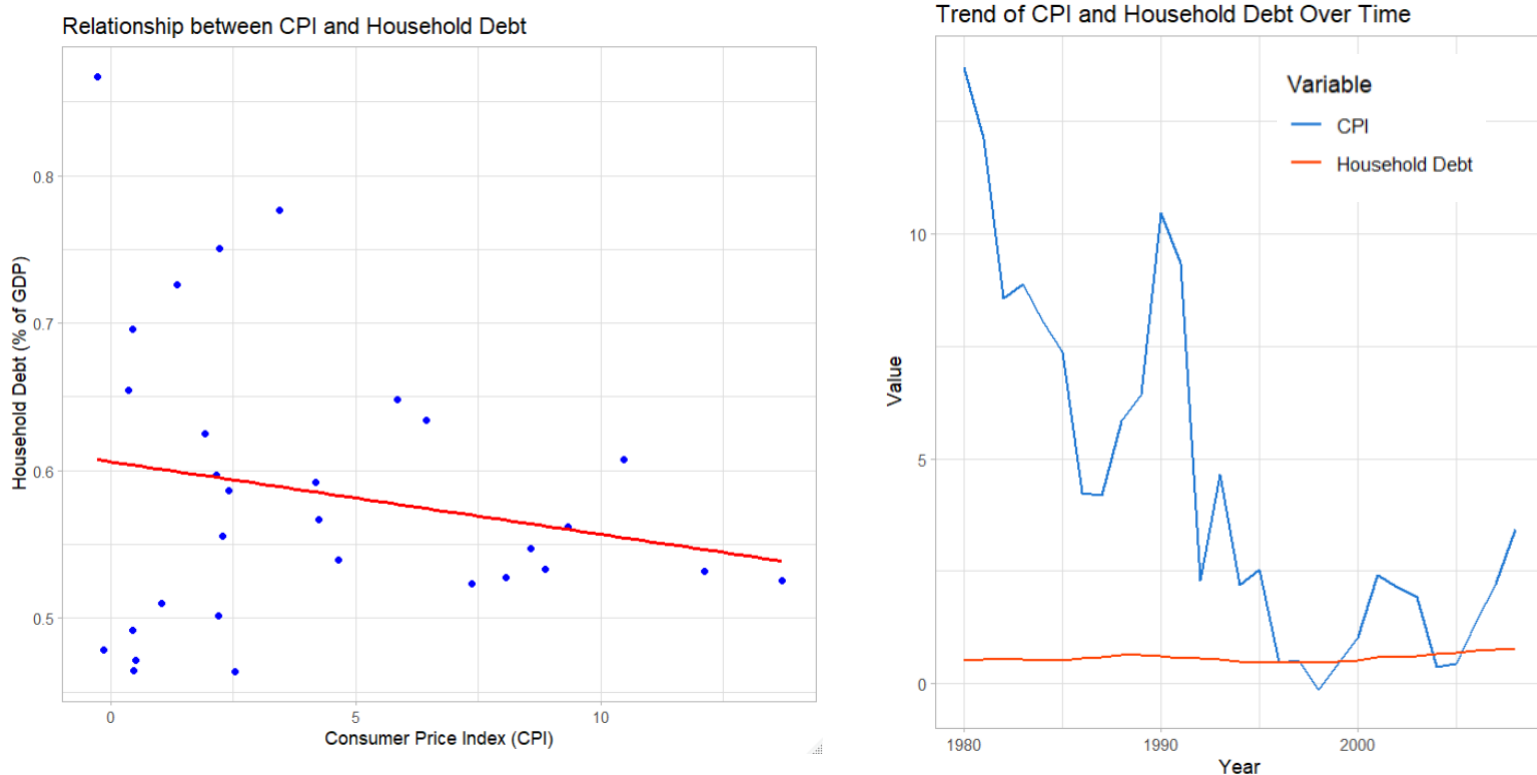 Relationship between CPI and Household Debt
Household Debt (% of GDP)
0.8
0.7
0.6
0.5
0
5
10
Consumer Price Index (CPI)
Trend of CPI and Household Debt Over Time
Variable
CPI
Household Debt
Value
10
5
0
1980
1990
2000
Year